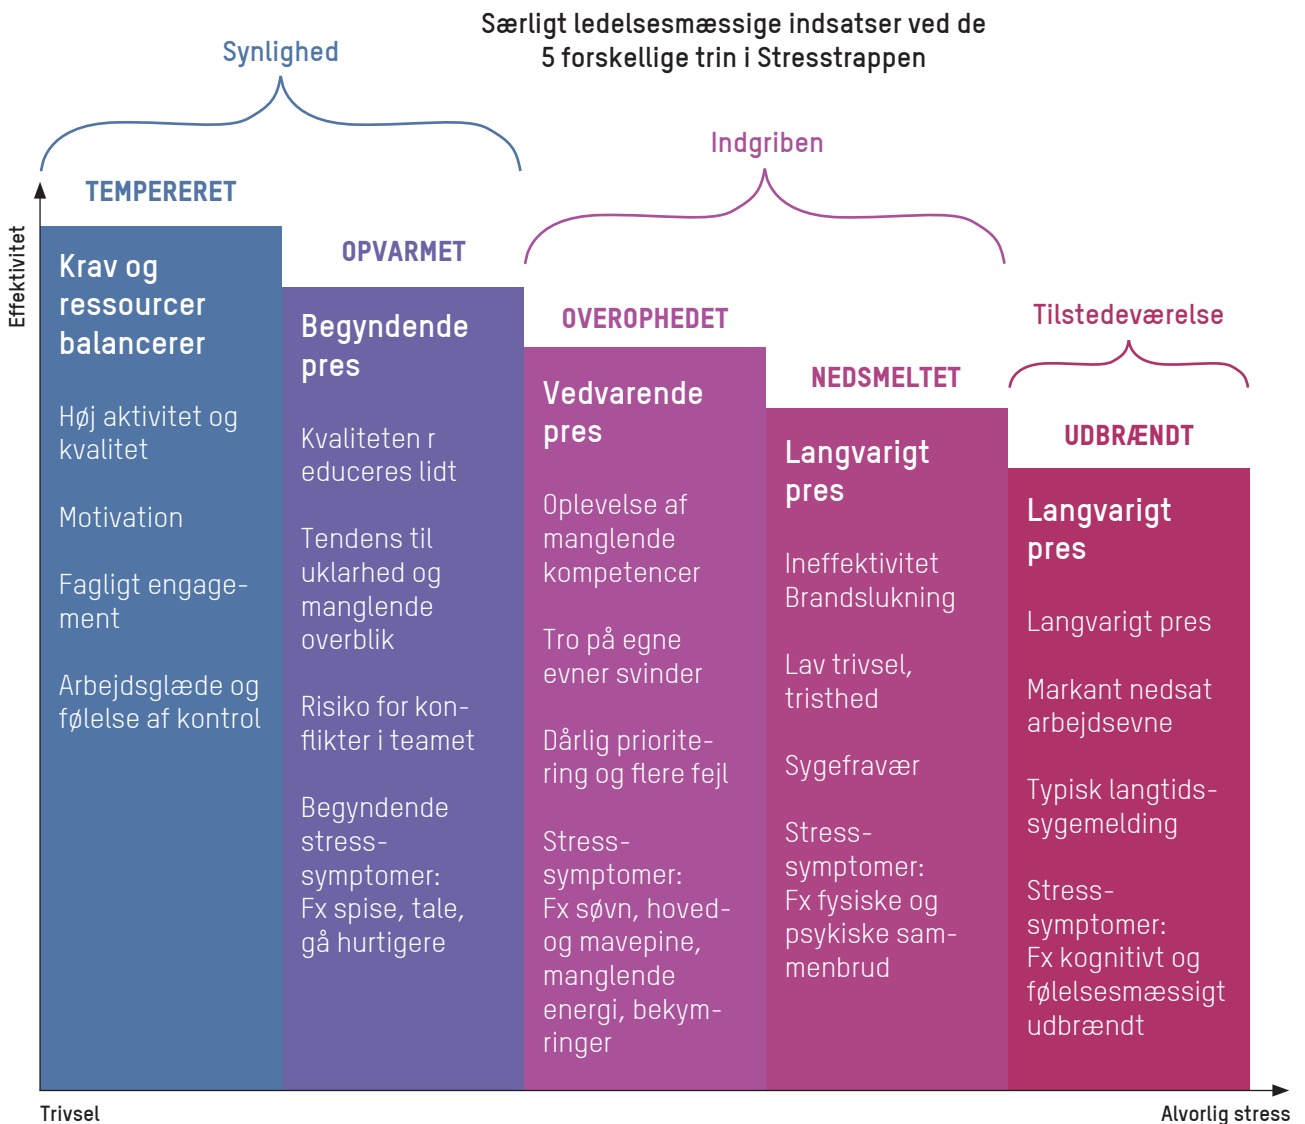 Særligt ledelsesmæssige indsatser ved de
5 forskellige trin i Stresstrappen
Synlighed
Indgriben
Tilstedeværelse
Effektivitet
TEMPERERET
Krav og
ressourcer
balancerer
Høj aktivitet og
kvalitet
Motivation
Fagligt engage-
ment
Arbejdsglæde og
følelse af kontrol
OPVARMET
Begyndende
pres
Kvaliteten r
educeres lidt
Tendens til
uklarhed og
manglende
overblik
Risiko for kon-
flikter i teamet
Begyndende
stress-
symptomer:
Fx spise, tale,
gå hurtigere
OVEROPHEDET
Vedvarende
pres
Oplevelse af
manglende
kompetencer
Tro på egne
evner svinder
Dårlig priorite-
ring og flere fejl
Stress-
symptomer:
Fx søvn, hoved-
og mavepine,
manglende
energi, bekym-
ringer
NEDSMELTET
Langvarigt
pres
Ineffektivitet
Brandslukning
Lav trivsel,
tristhed
Sygefravær
Stress-
symptomer:
Fx fysiske og
psykiske sam-
menbrud
UDBRÆNDT
Langvarigt
pres
Langvarigt pres
Markant nedsat
arbejdsevne
Typisk langtids-
sygemelding
Stress-
symptomer:
Fx kognitivt og
følelsesmæssigt
udbrændt
Trivsel
Alvorlig stress